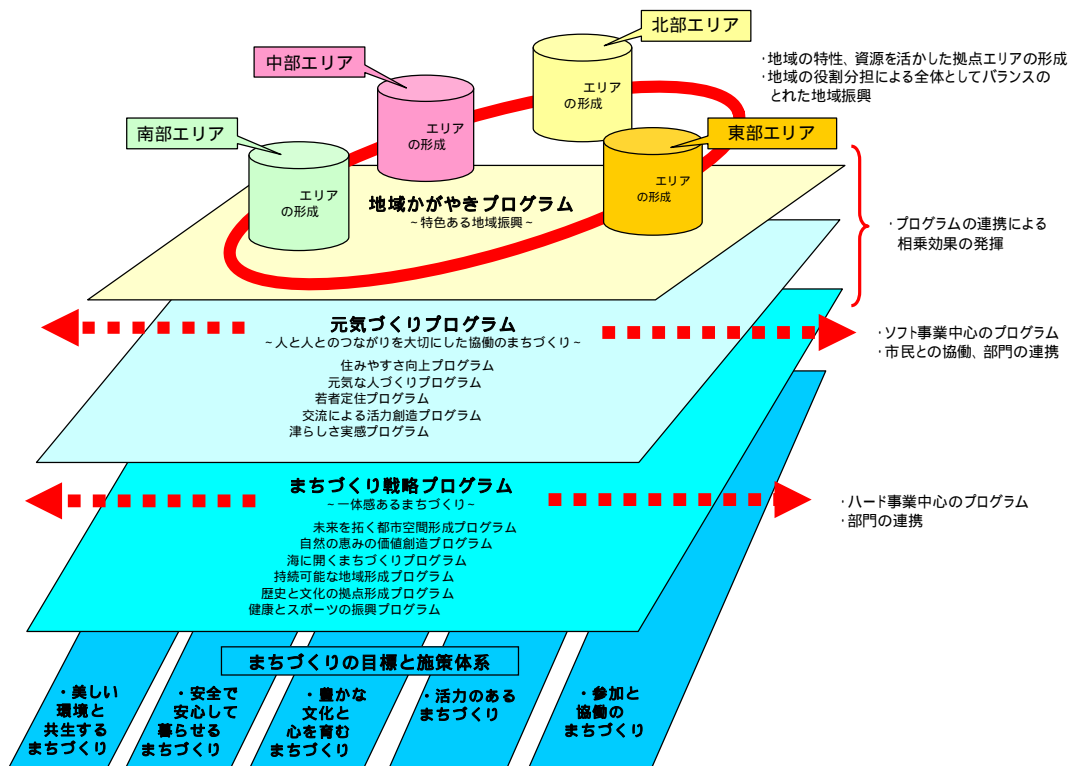 北部エリア
中部エリア
南部エリア
東部エリア
・地域の特性、資源を活かした拠点エリアの形成
・地域の役割分担による全体としてバランスの
とれた地域振興
エリア
の形成
エリア
の形成
エリア
の形成
エリア
の形成
地域かがやきプログラム
~特色ある地域振興~
・プログラムの連携による
相乗効果の発揮
元気づくりプログラム
~人と人とのつながりを大切にした協働のまちづくり~
住みやすさ向上プログラム
元気な人づくりプログラム
若者定住プログラム
交流による活力創造プログラム
津らしさ実感プログラム
・ソフト事業中心のプログラム
・市民との協働、部門の連携
まちづくり戦略プログラム
~一体感あるまちづくり~
未来を拓く都市空間形成プログラム
自然の恵みの価値創造プログラム
海に開くまちづくりプログラム
持続可能な地域形成プログラム
歴史と文化の拠点形成プログラム
健康とスポーツの振興プログラム
・ハード事業中心のプログラム
・部門の連携
まちづくりの目標と施策体系
・美しい
環境と
共生する
まちづくり
・安全で
安心して
暮らせる
まちづくり
・豊かな
文化と
心を育む
まちづくり
・活力のある
まちづくり
・参加と
協働の
まちづくり